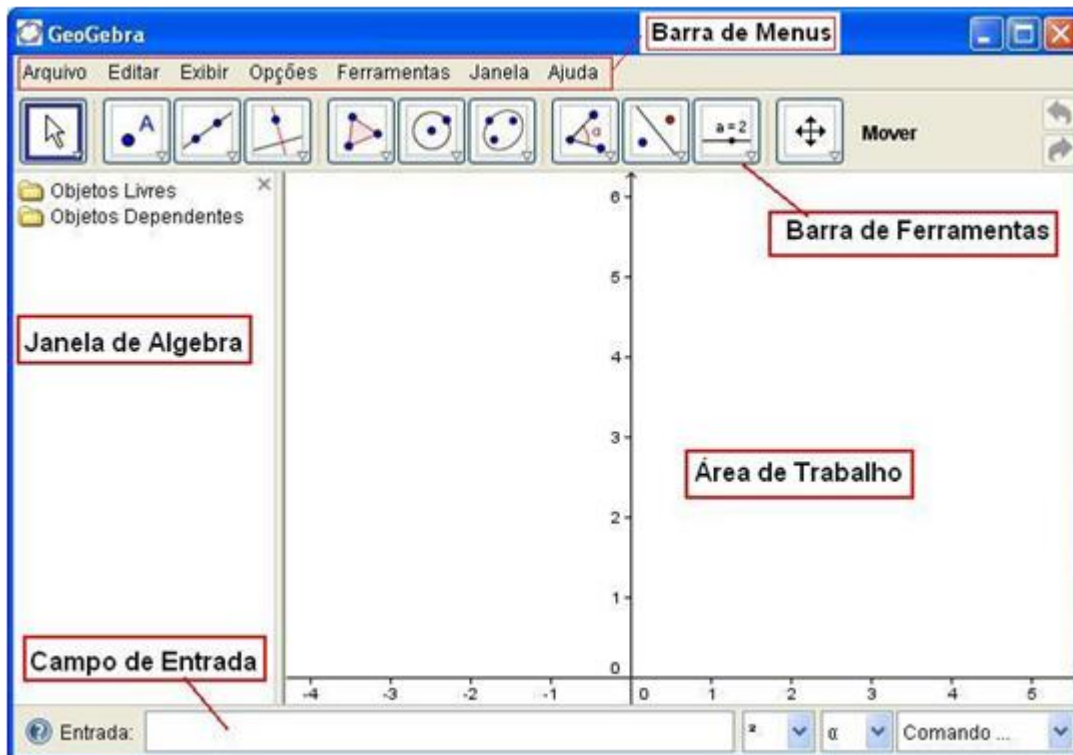 GeoGebra
Barra de Menus
Arquivo Editar Exibir Opções Ferramentas Janela Ajuda
A
α
a = 2
Mover
Objetos Livres
Objetos Dependentes
Barra de Ferramentas
Janela de Algebra
Área de Trabalho
Campo de Entrada
6
5
4
3
2
1
0
-4 -3 -2 -1 0 1 2 3 4 5
Entrada:
²
α
Comando ...